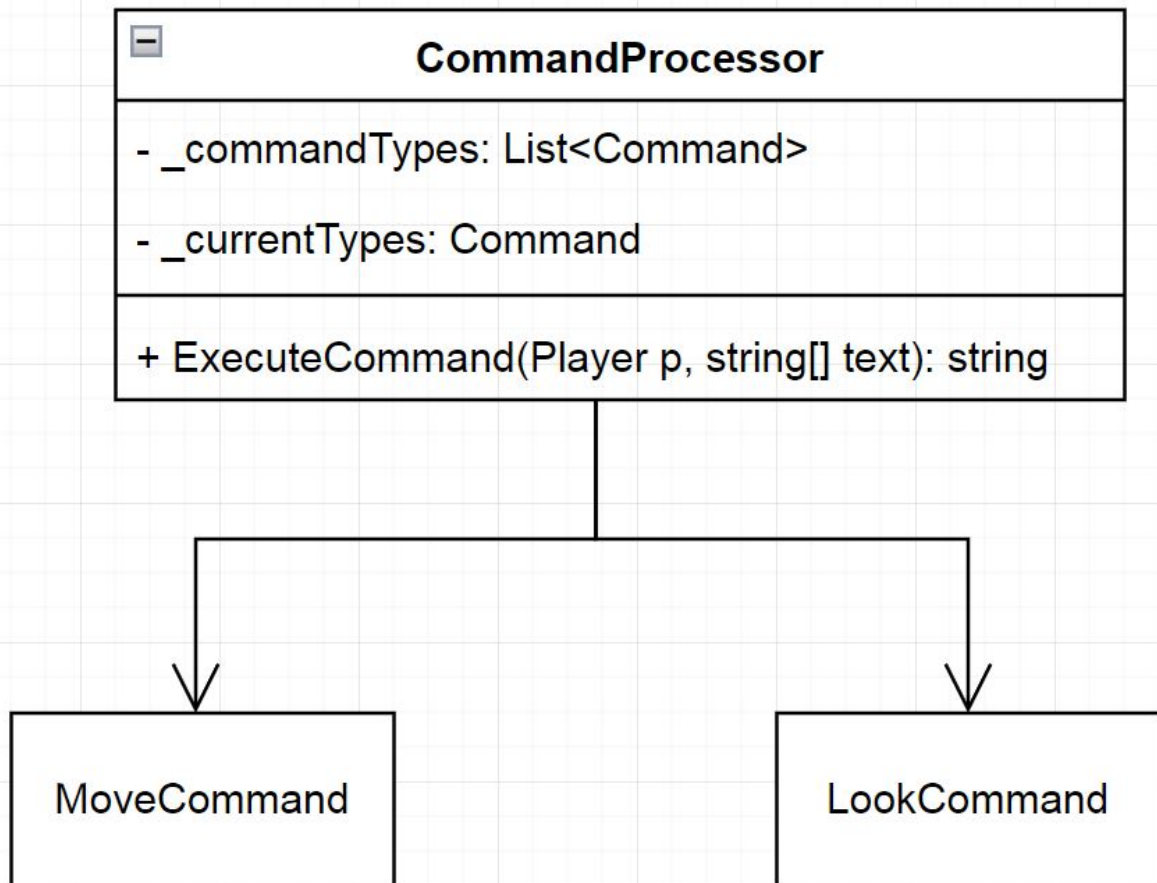 CommandProcessor
- _commandTypes: List<Command>
- _currentTypes: Command
+ ExecuteCommand(Player p, string[] text): string
MoveCommand
LookCommand